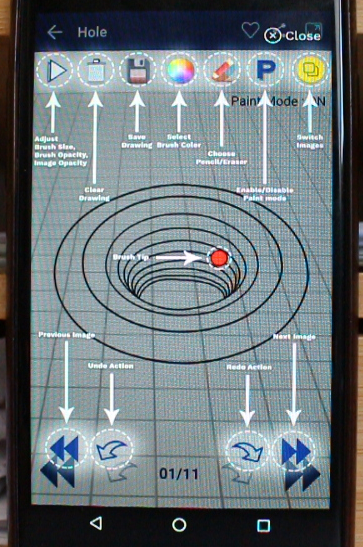 Hole
Close
P
Paint Mode
Adjust
Brush Size,
Brush Opacity,
Image Opacity
Clear
Drawing
Save
Drawing
Select
Brush Color
Choose
Pencil/Eraser
Enable/Disable
Paint mode
Switch
Images
Brush Tip
Previous Image
Next Image
Undo Action
Redo Action
01/11